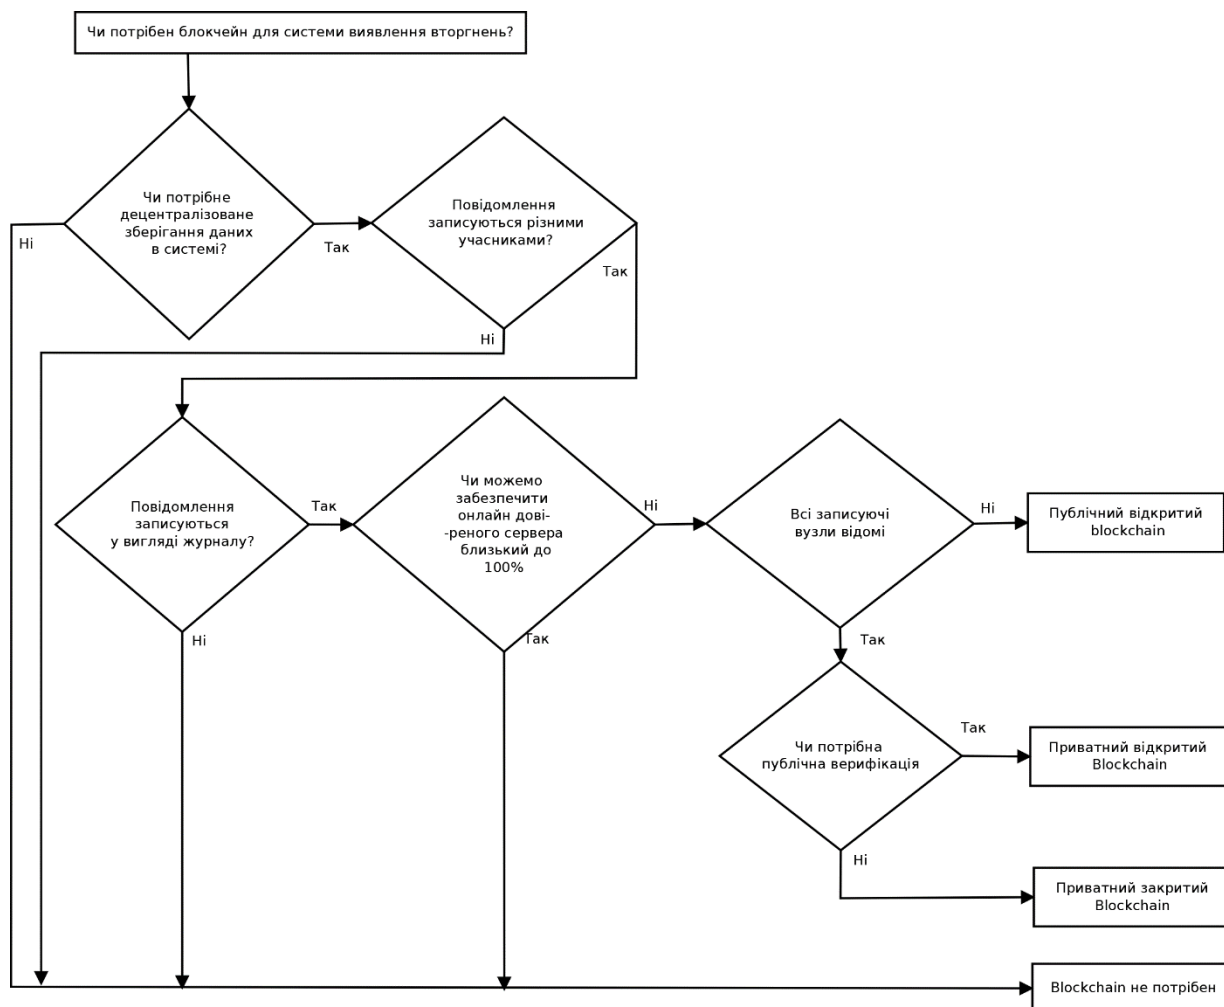 Чи потрібен блокчейн для системи виявлення вторгнень?
Чи потрібне
децентралізоване
зберігання даних
в системі?
Ні
Так
Повідомлення
записуються різними
учасниками?
Так
Ні
Повідомлення
записуються
у вигляді журналу?
Так
Ні
Чи можемо
забезпечити
онлайн дові-
-реного сервера
близький до
100%
Ні
Так
Всі записуючі
вузли відомі
Ні
Так
Публічний відкритий
blockchain
Чи потрібна
публічна верифікація
Так
Ні
Приватний відкритий
Blockchain
Приватний закритий
Blockchain
Blockchain не потрібен